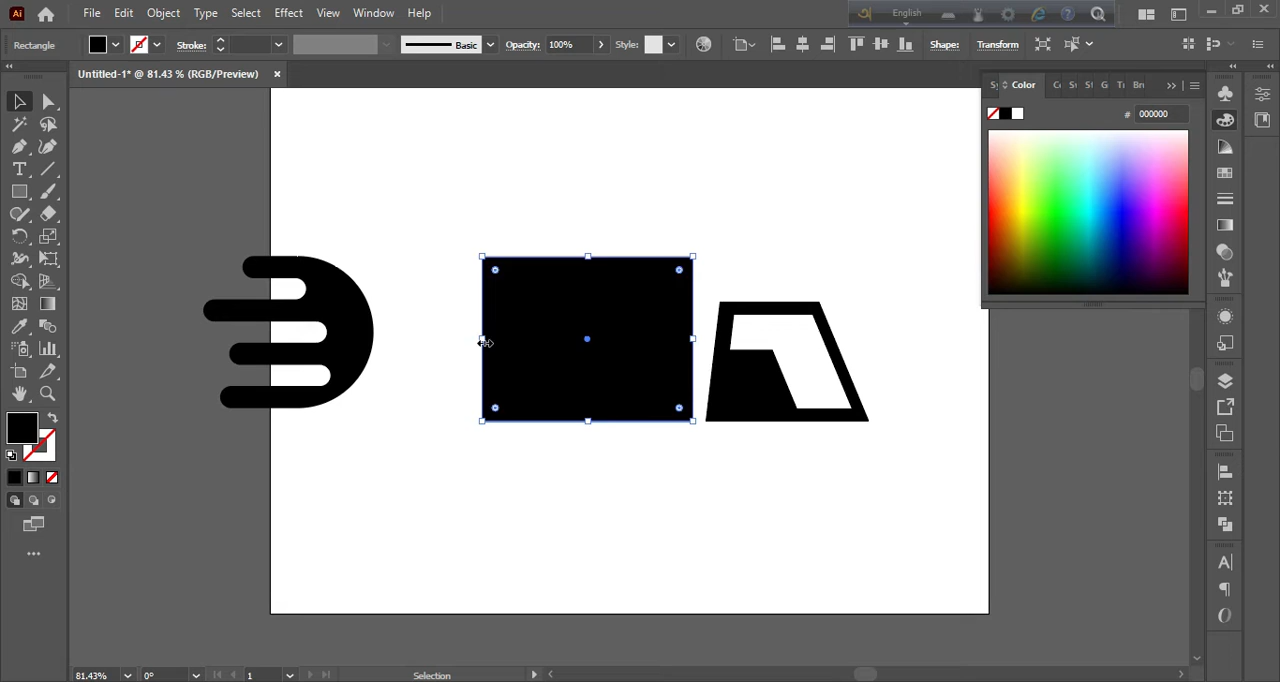 Ai File Edit Object Type Select Effect View Window Help English
Rectangle Stroke: Basic Opacity: 100% Style: Shape: Transform
Untitled-1* @ 81.43 % (RGB/Preview) ×
Color
# 000000
81.43% 0° 1 Selection